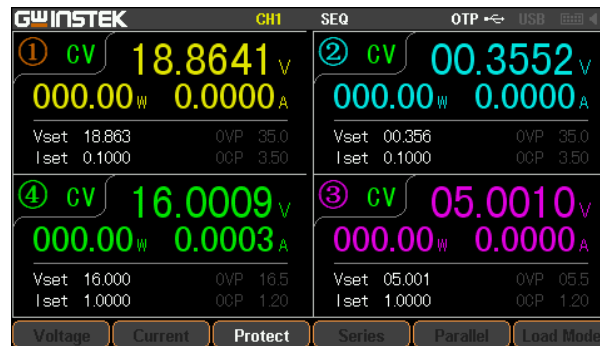 GWINSTEK CH1 SEQ OTP USB
① CV 18.8641 V
000.00 W 0.0000 A
Vset 18.863 OVP 35.0
Iset 0.1000 OCP 3.50
② CV 00.3552 V
000.00 W 0.0000 A
Vset 00.356 OVP 35.0
Iset 0.1000 OCP 3.50
④ CV 16.0009 V
000.00 W 0.0003 A
Vset 16.000 OVP 16.5
Iset 1.0000 OCP 1.20
③ CV 05.0010 V
000.00 W 0.0000 A
Vset 05.001 OVP 05.5
Iset 1.0000 OCP 1.20
Voltage Current Protect Series Parallel Load Mode